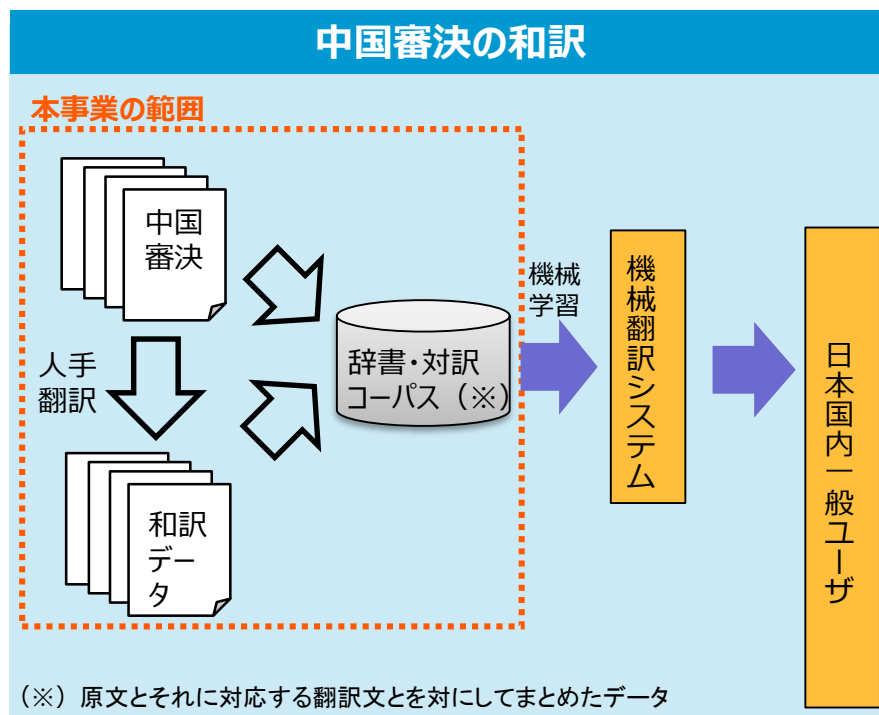 中国審決の和訳
本事業の範囲
中国
審決
人手
翻訳
和訳
デー
タ
辞書・対訳
コーパス（※）
機械
学習
機械翻訳システム
日本国内一般ユーザ
（※）原文とそれに対応する翻訳文とを対にしてまとめたデータ